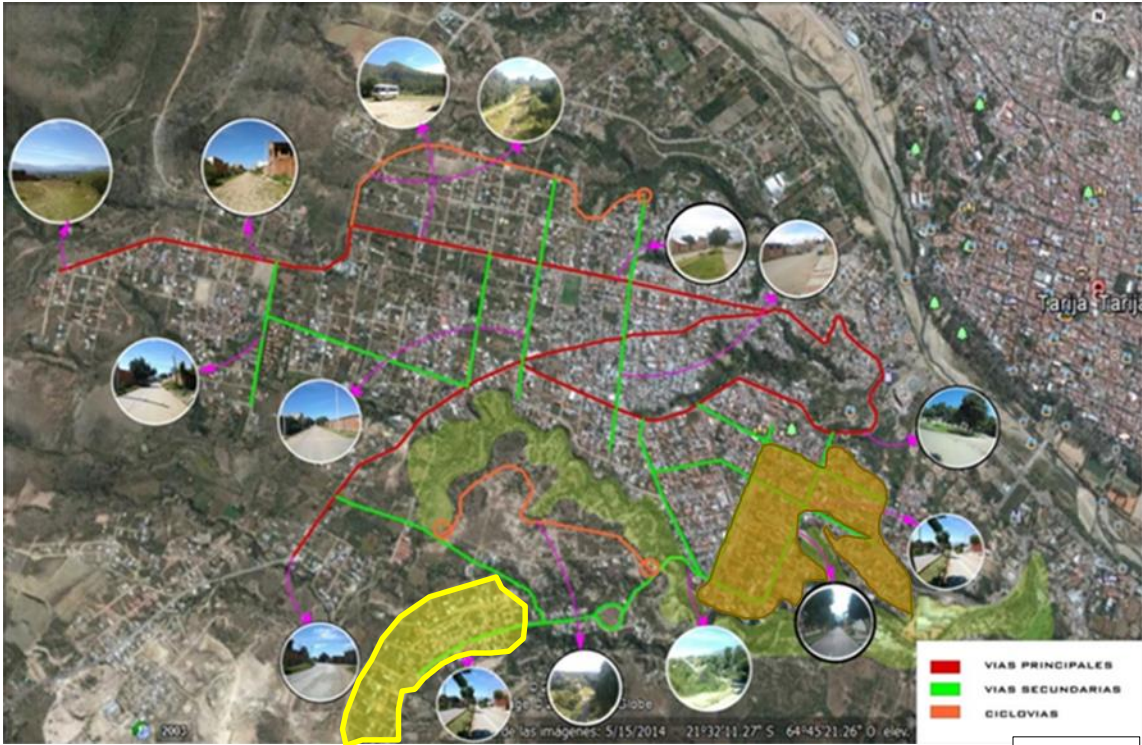 Tarija Tarija
VIAS PRINCIPALES
VIAS SECUNDARIAS
CICLOVIAS
2003
de las imágenes: 5/15/2014 21°32'11.27" S 64°45'21.26" O elev.